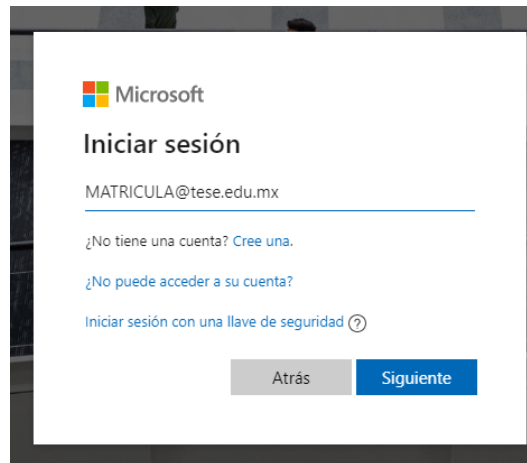 Microsoft
Iniciar sesión
MATRICULA@tese.edu.mx
¿No tiene una cuenta? Cree una.
¿No puede acceder a su cuenta?
Iniciar sesión con una llave de seguridad ?
Atrás
Siguiente